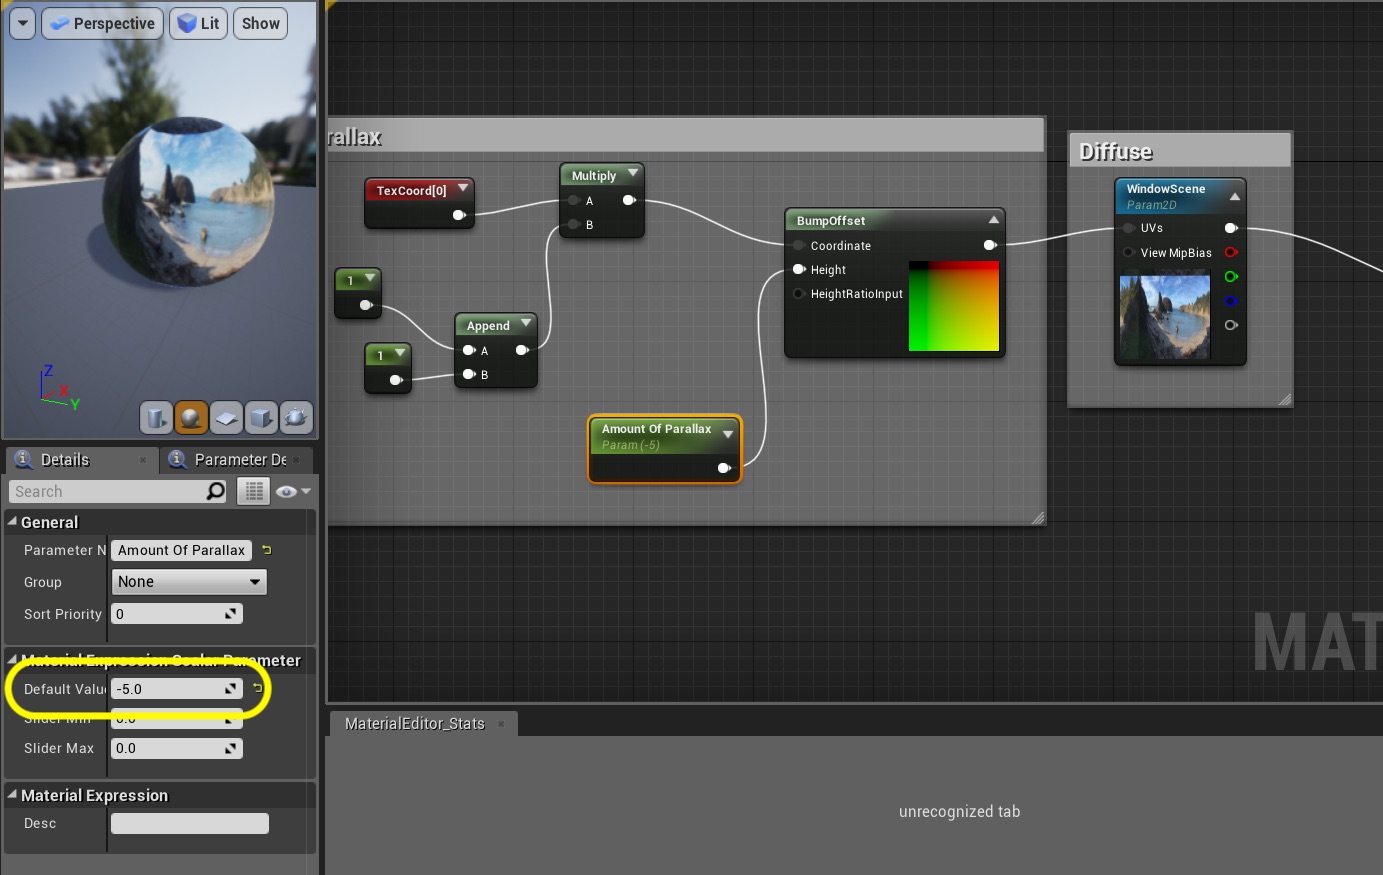 Perspective
Lit
Show
Z
X
Y
Details
Parameter De
Search
General
Parameter N
Amount Of Parallax
Group
None
Sort Priority
0
Material Expression Scalar Parameter
Default Valu
-5.0
Slider Min
0.0
Slider Max
0.0
Material Expression
Desc
rallax
TexCoord[0]
Multiply
A
B
1
1
Append
A
B
BumpOffset
Coordinate
Height
HeightRatioInput
Amount Of Parallax
Param (-5)
Diffuse
WindowScene
Param2D
UVs
View MipBias
MAT
MaterialEditor_Stats
unrecognized tab